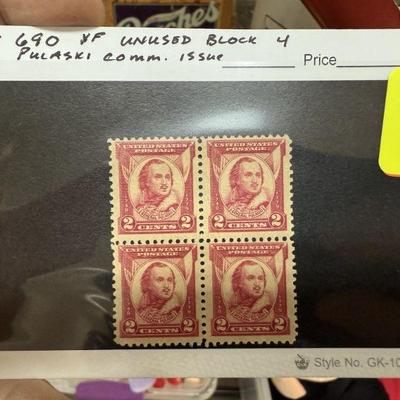 690 XF UNUSED BLOCK 4
PULASKI COMM. ISSUE Price
UNITED STATES
POSTAGE
2 CENTS 2
UNITED STATES
POSTAGE
2 CENTS 2
UNITED STATES
POSTAGE
2 CENTS 2
UNITED STATES
POSTAGE
2 CENTS 2
Style No. GK-10